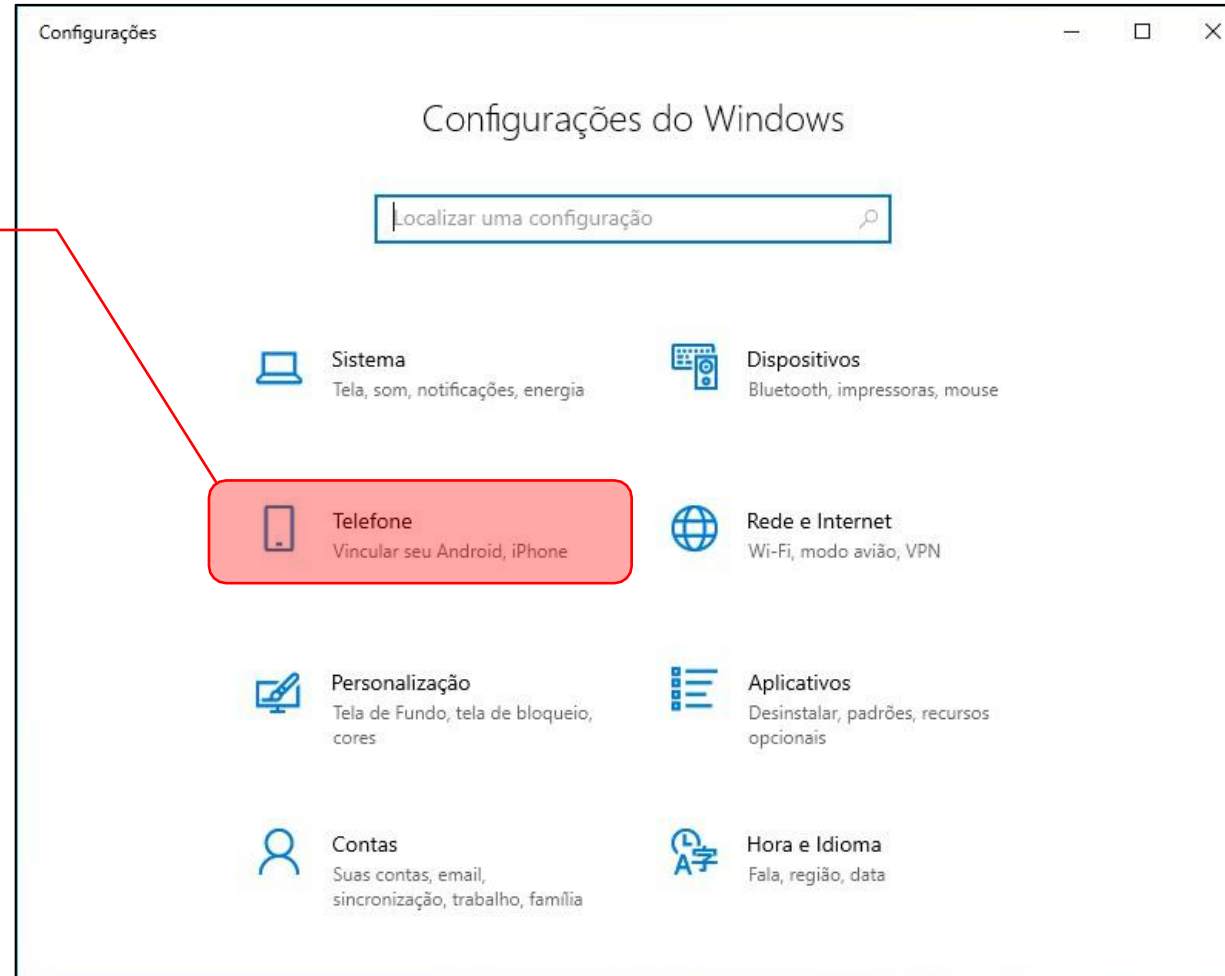 Configurações
Configurações do Windows
Localizar uma configuração
Sistema
Tela, som, notificações, energia
Dispositivos
Bluetooth, impressoras, mouse
Telefone
Vincular seu Android, iPhone
Rede e Internet
Wi-Fi, modo avião, VPN
Personalização
Tela de Fundo, tela de bloqueio,
cores
Aplicativos
Desinstalar, padrões, recursos
opcionais
Contas
Suas contas, email,
sincronização, trabalho, família
Hora e Idioma
Fala, região, data